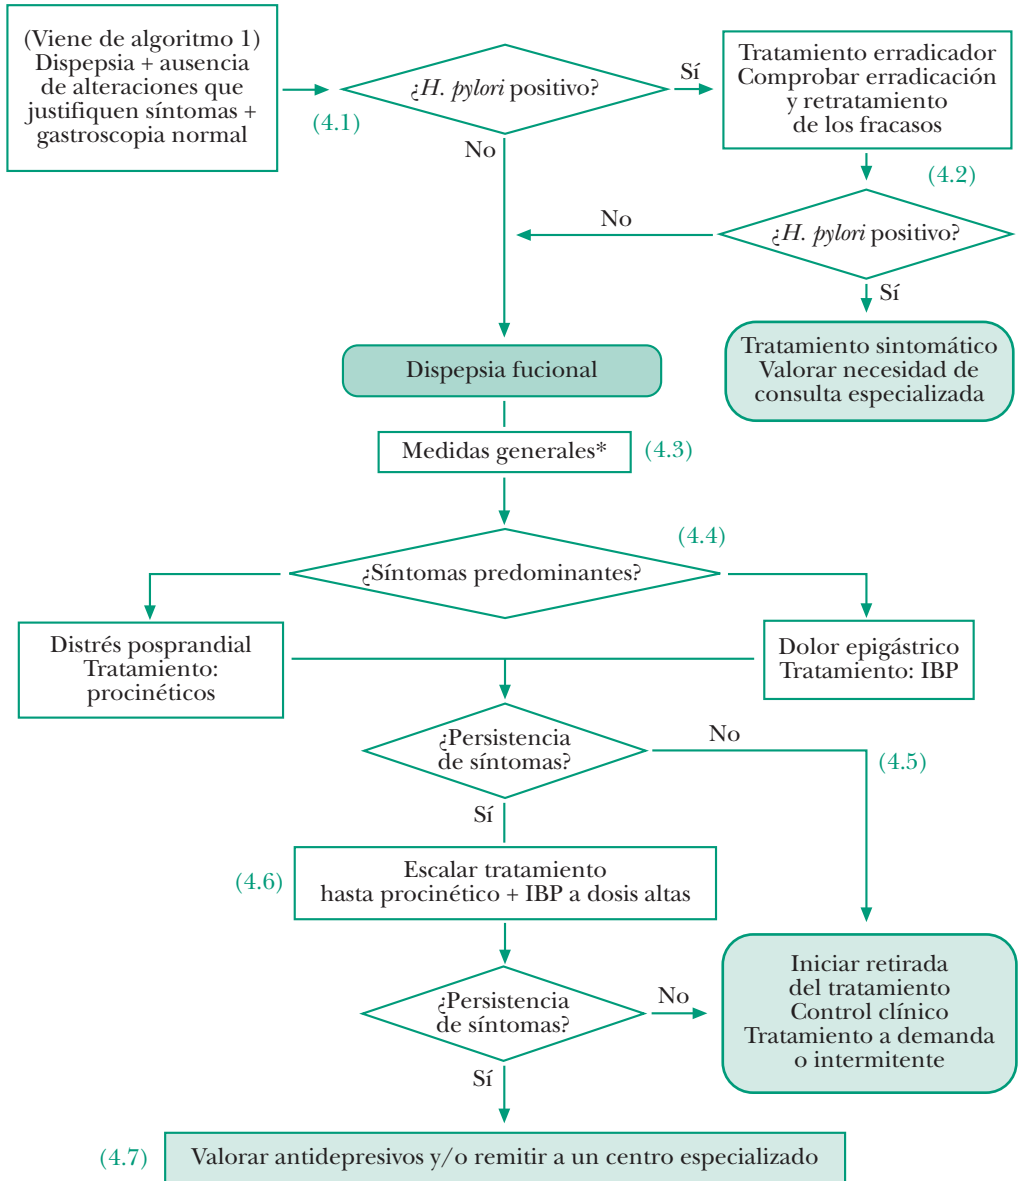 (Viene de algoritmo 1)
Dispepsia + ausencia
de alteraciones que
justifiquen síntomas +
gastroscopia normal
(4.1)
¿H. pylori positivo?
Sí
No
Tratamiento erradicador
Comprobar erradicación
y retratamiento
de los fracasos
(4.2)
¿H. pylori positivo?
No
Sí
Tratamiento sintomático
Valorar necesidad de
consulta especializada
Dispepsia fucional
Medidas generales*
(4.3)
(4.4)
¿Síntomas predominantes?
Distrés posprandial
Tratamiento:
procinéticos
Dolor epigástrico
Tratamiento: IBP
¿Persistencia
de síntomas?
No
(4.5)
Sí
(4.6)
Escalar tratamiento
hasta procinético + IBP a dosis altas
¿Persistencia
de síntomas?
No
Iniciar retirada
del tratamiento
Control clínico
Tratamiento a demanda
o intermitente
Sí
(4.7)
Valorar antidepresivos y/o remitir a un centro especializado